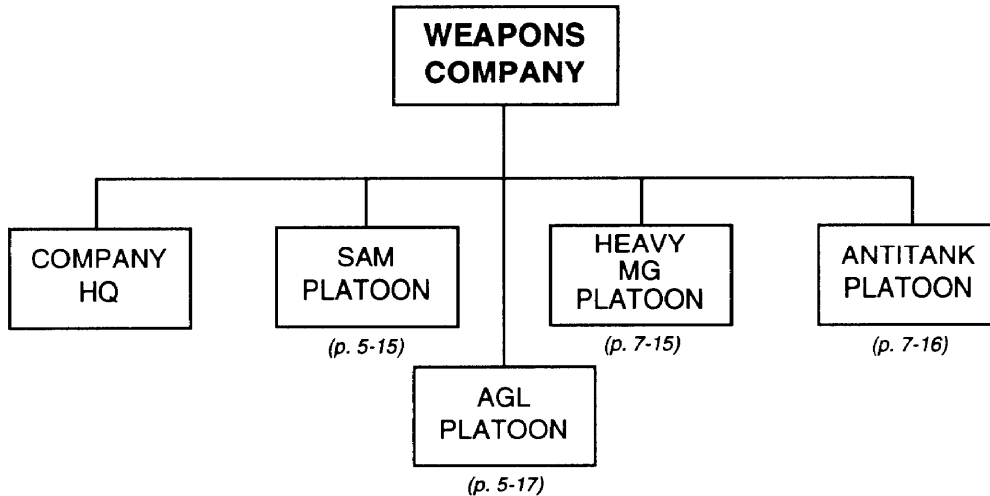 WEAPONS
COMPANY
COMPANY
HQ
SAM
PLATOON
(p. 5-15)
HEAVY
MG
PLATOON
(p. 7-15)
ANTITANK
PLATOON
(p. 7-16)
AGL
PLATOON
(p. 5-17)